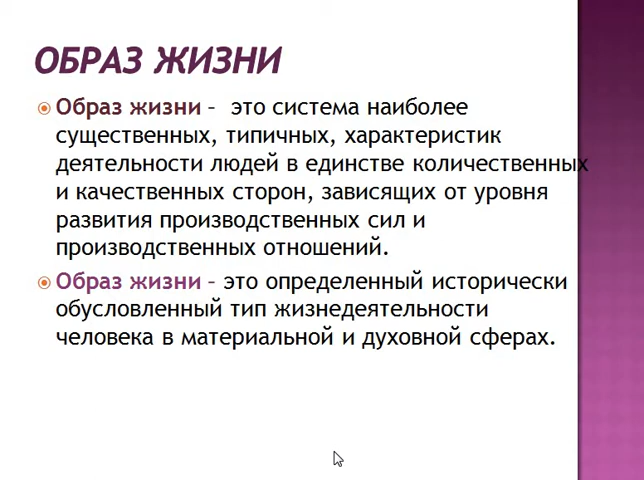 ОБРАЗ ЖИЗНИ
Образ жизни – это система наиболее
существенных, типичных, характеристик
деятельности людей в единстве количественных
и качественных сторон, зависящих от уровня
развития производственных сил и
производственных отношений.
Образ жизни – это определенный исторически
обусловленный тип жизнедеятельности
человека в материальной и духовной сферах.